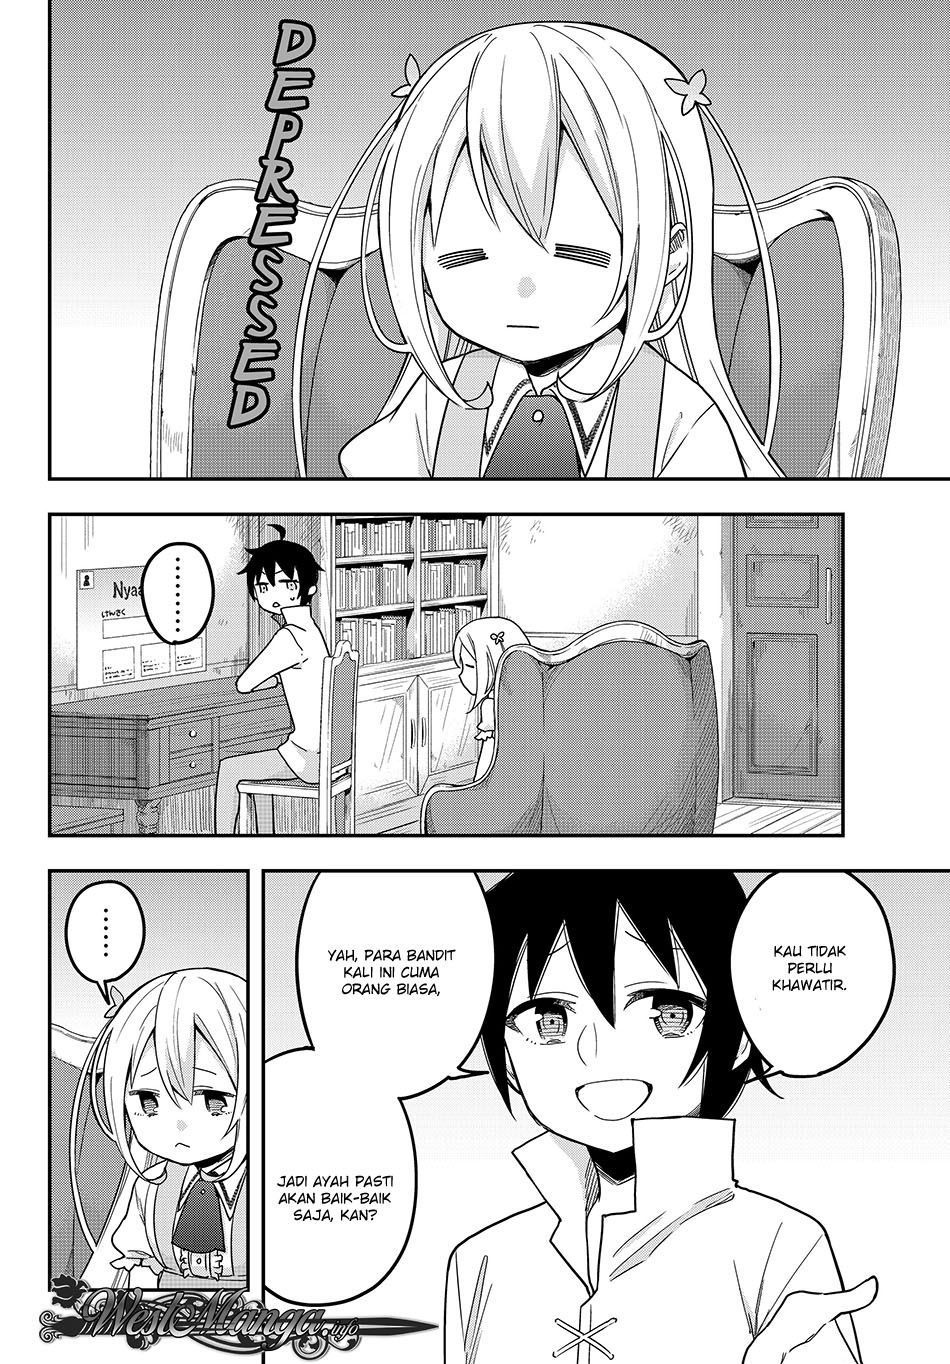 DEPRESSED
Nyaa
KAU TIDAK
PERLU
KHAWATIR.
YAH, PARA BANDIT
KALI INI CUMA
ORANG BIASA,
JADI AYAH PASTI
AKAN BAIK-BAIK
SAJA, KAN?
WestManga.info